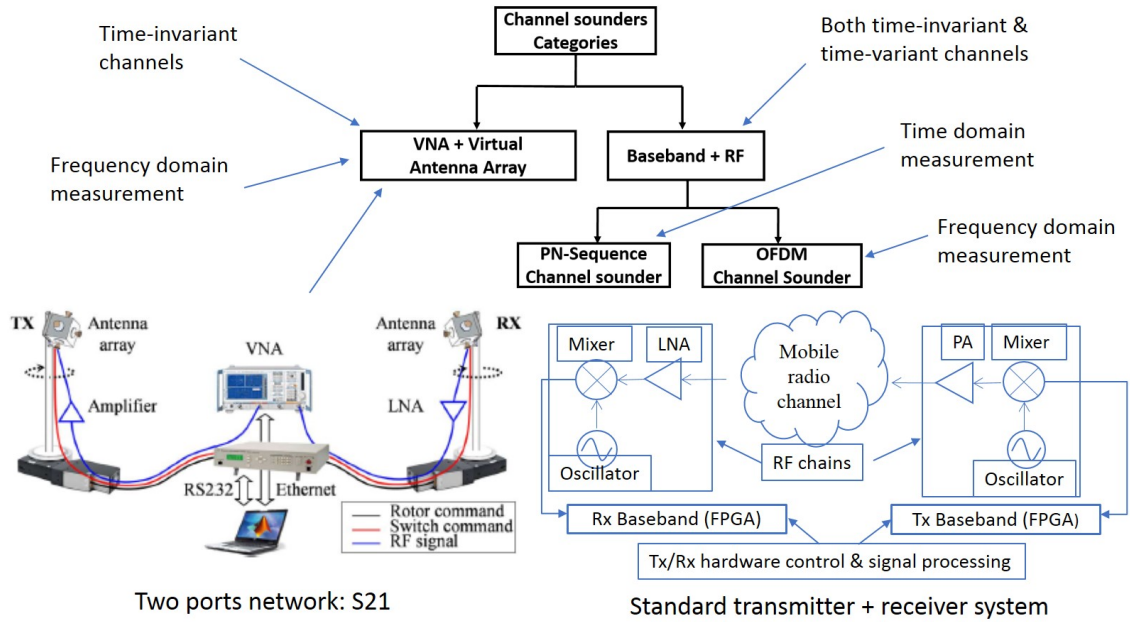 Channel sounders
Categories
Time-invariant
channels
Both time-invariant &
time-variant channels
VNA + Virtual
Antenna Array
Baseband + RF
Time domain
measurement
Frequency domain
measurement
PN-Sequence
Channel sounder
OFDM
Channel Sounder
Frequency domain
measurement
TX
Antenna
array
VNA
Antenna
array
RX
Amplifier
LNA
RS232
Ethernet
Rotor command
Switch command
RF signal
Two ports network: S21
Mixer
LNA
Mobile
radio
channel
PA
Mixer
Oscillator
RF chains
Oscillator
Rx Baseband (FPGA)
Tx Baseband (FPGA)
Tx/Rx hardware control & signal processing
Standard transmitter + receiver system